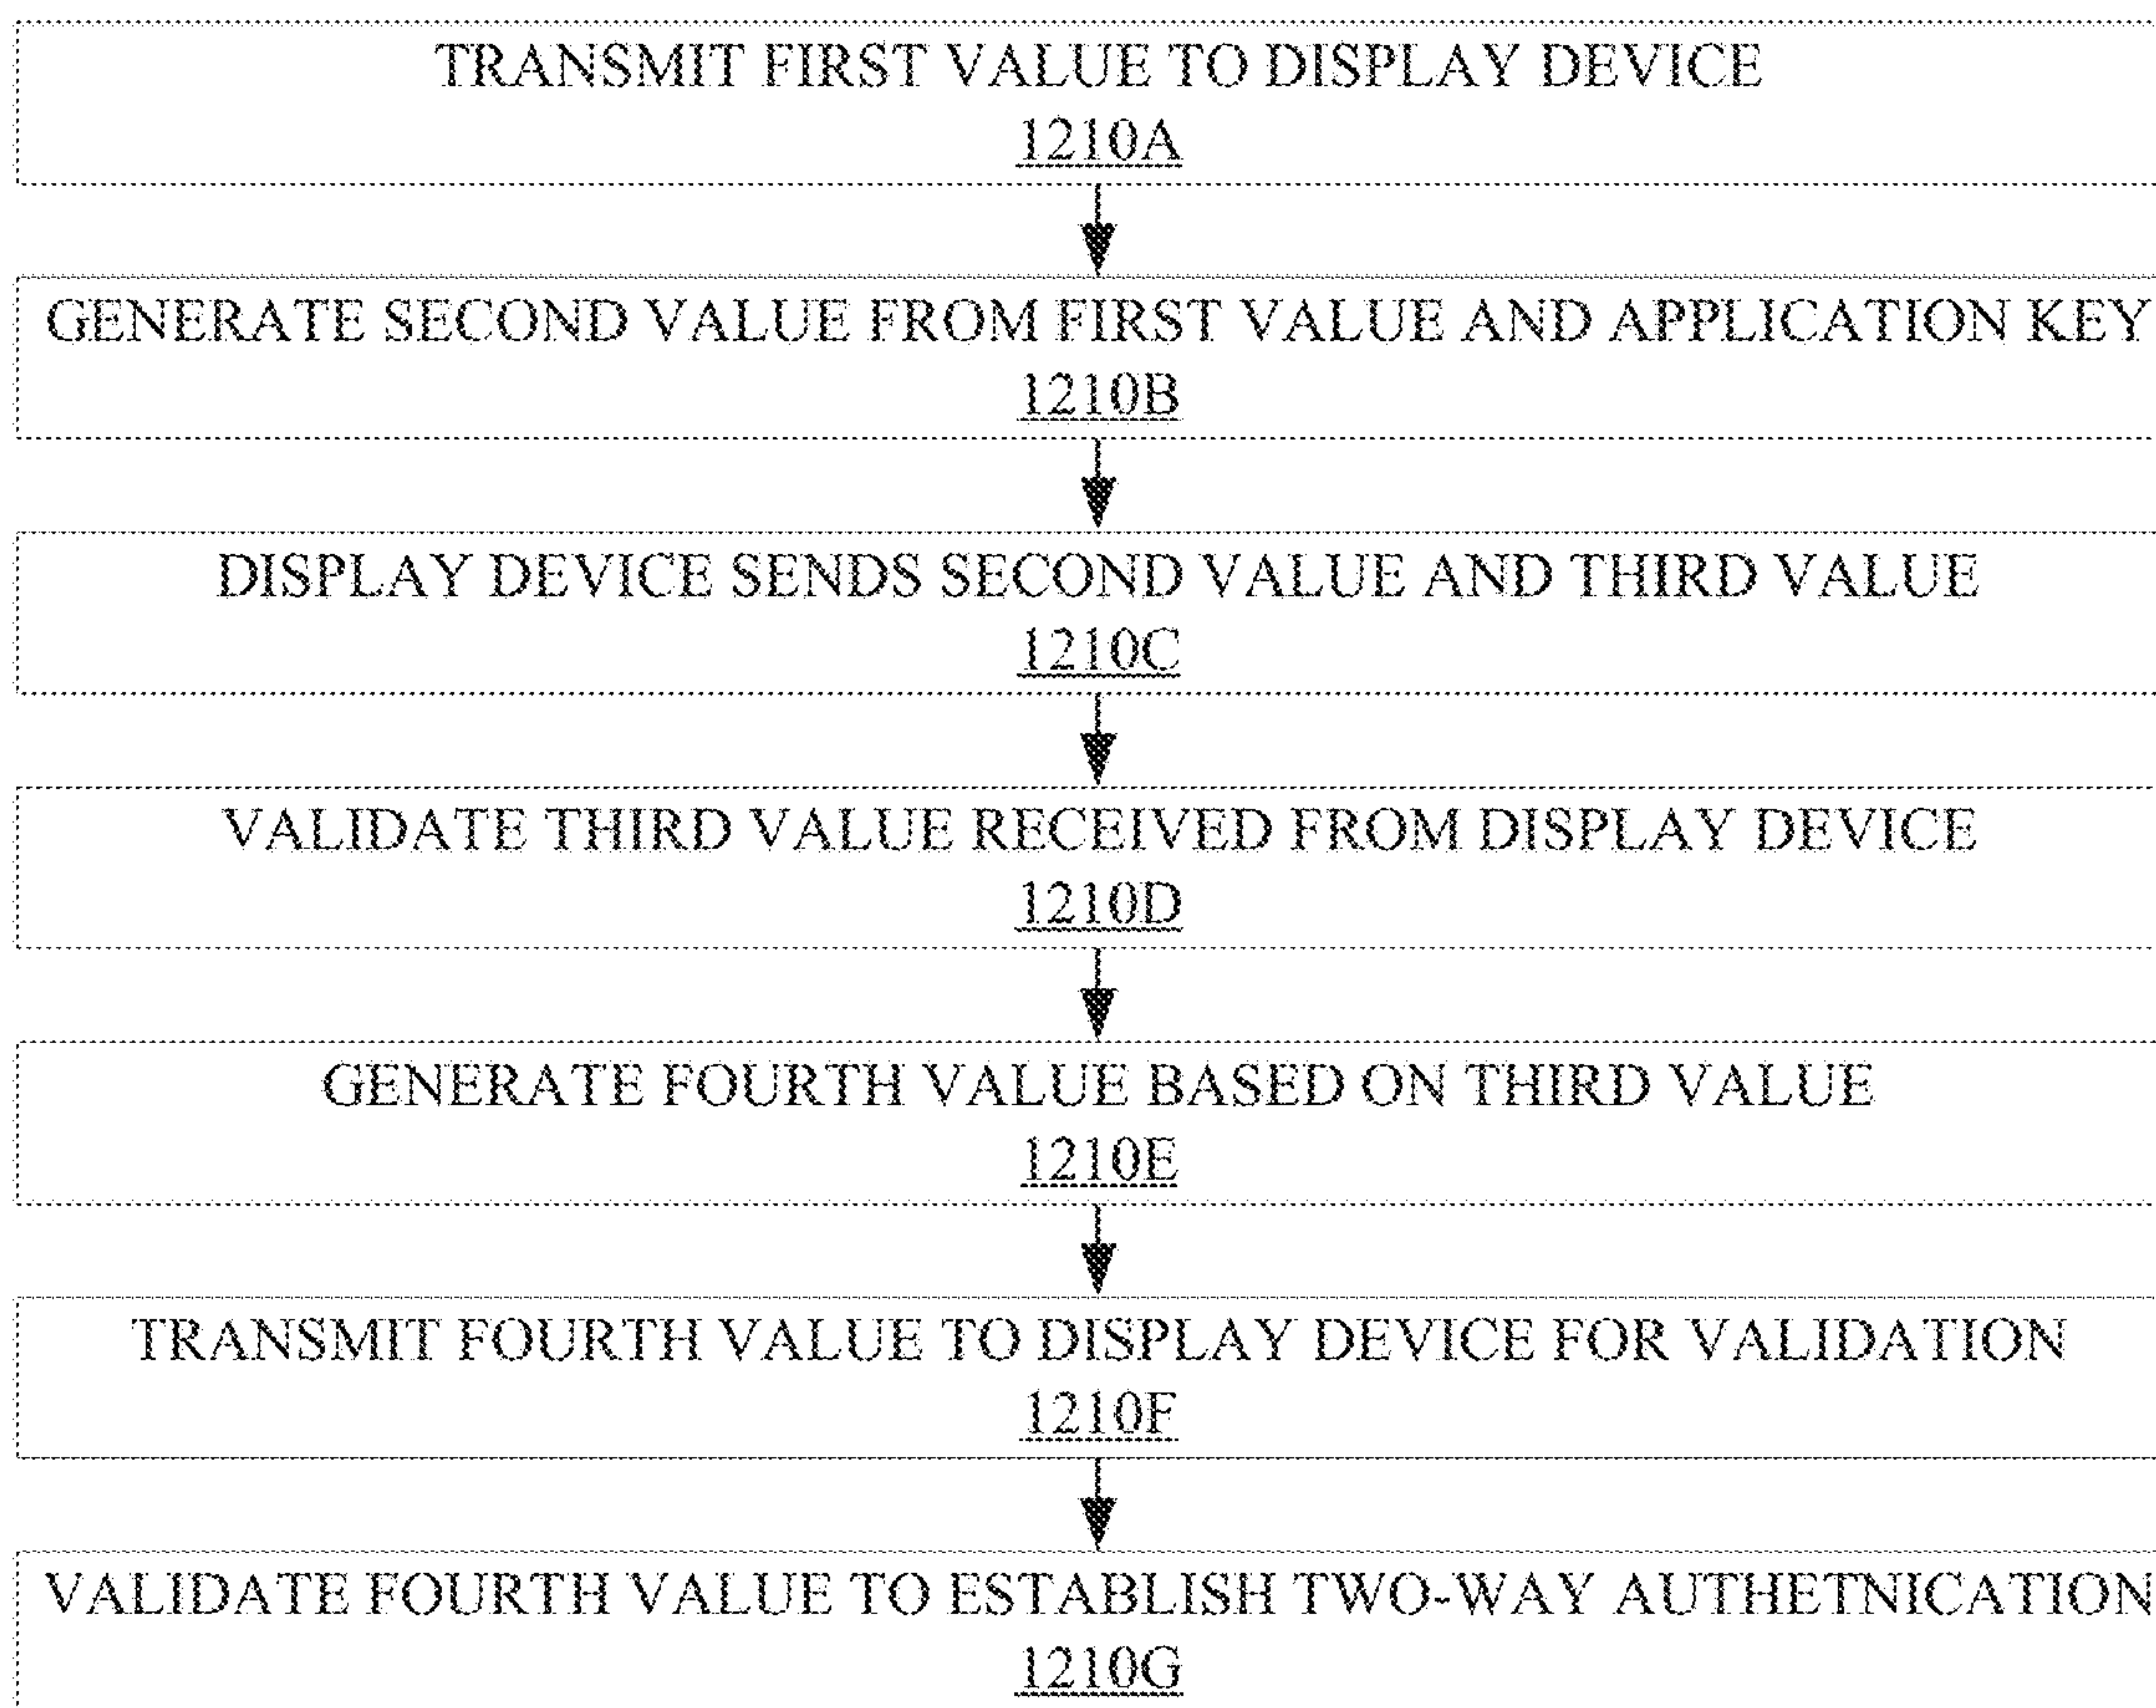 TRANSMIT FIRST VALUE TO DISPLAY DEVICE
1210A
GENERATE SECOND VALUE FROM FIRST VALUE AND APPLICATION KEY
1210B
DISPLAY DEVICE SENDS SECOND VALUE AND THIRD VALUE
1210C
VALIDATE THIRD VALUE RECEIVED FROM DISPLAY DEVICE
1210D
GENERATE FOURTH VALUE BASED ON THIRD VALUE
1210E
TRANSMIT FOURTH VALUE TO DISPLAY DEVICE FOR VALIDATION
1210F
VALIDATE FOURTH VALUE TO ESTABLISH TWO-WAY AUTHETNICATION
1210G